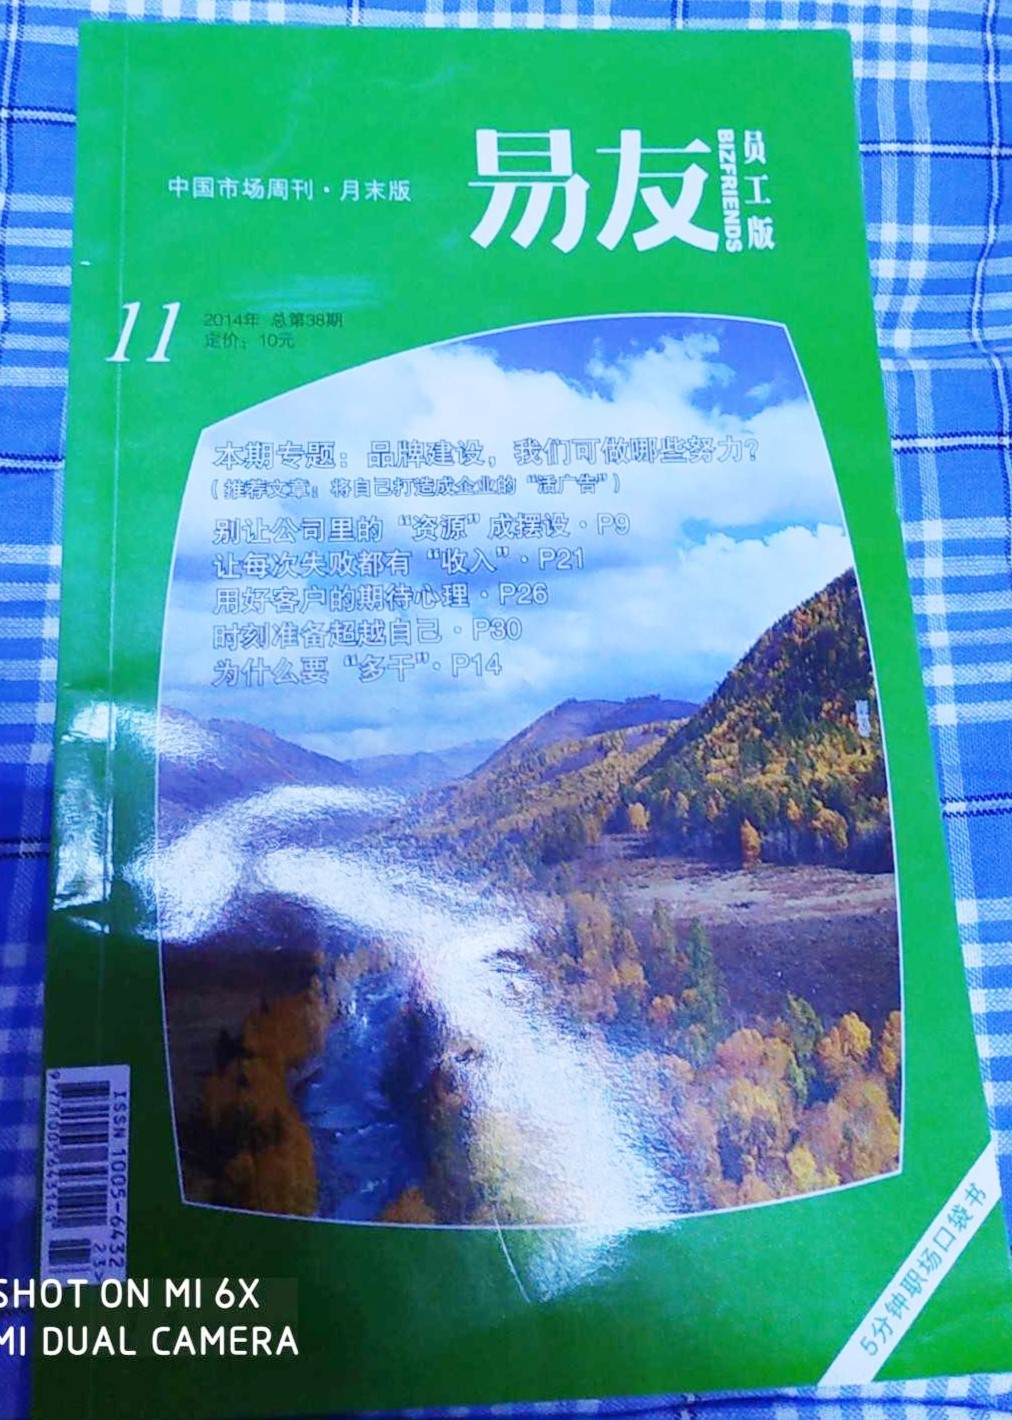 中国市场周刊·月末版
易友
BIZFRIENDS
员工版
11
2014年 总第38期
定价：10元
本期专题：品牌建设，我们可做哪些努力？
（推荐文章：将自己打造成企业的“活广告”）
别让公司里的“资源”成摆设·P9
让每次失败都有“收入”·P21
用好客户的期待心理·P26
时刻准备超越自己·P30
为什么要“多干”·P14
ISSN 1005-6432
23>
5分钟职场口袋书
SHOT ON MI 6X
MI DUAL CAMERA